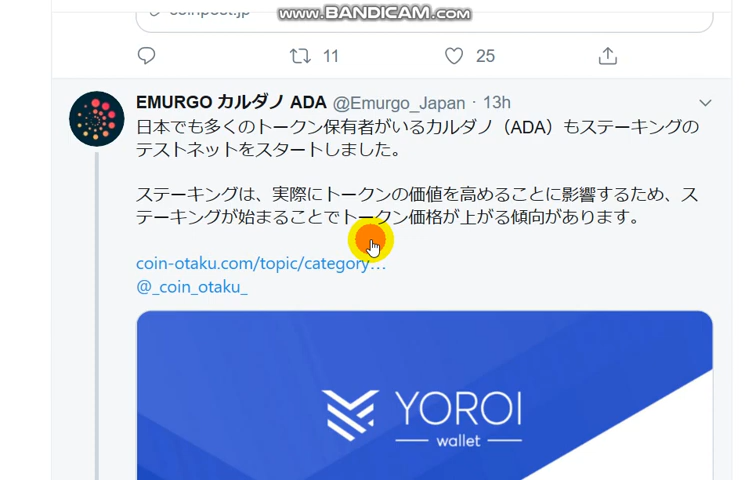 www.BANDICAM.com
coinpost.jp
11
25
EMURGO カルダノ ADA @Emurgo_Japan · 13h
日本でも多くのトークン保有者がいるカルダノ（ADA）もステーキングの
テストネットをスタートしました。
ステーキングは、実際にトークンの価値を高めることに影響するため、ス
テーキングが始まることでトークン価格が上がる傾向があります。
coin-otaku.com/topic/category…
@_coin_otaku_
YOROI
wallet